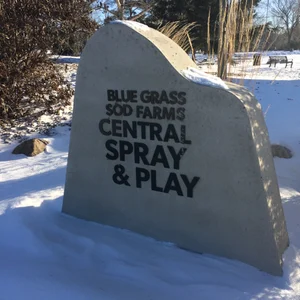 BLUE GRASS
SOD FARMS
CENTRAL
SPRAY
& PLAY